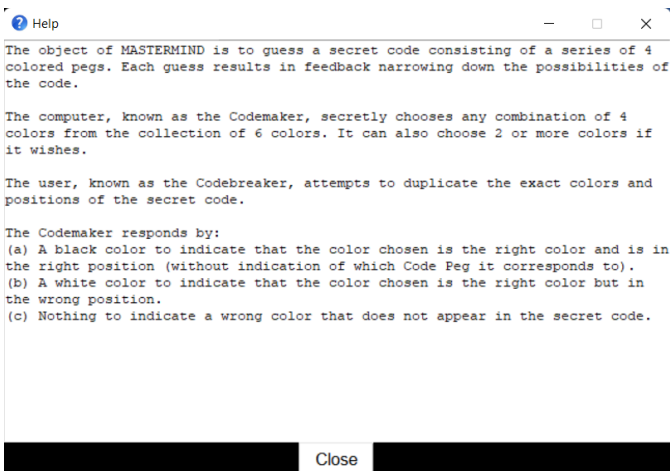 Help
The object of MASTERMIND is to guess a secret code consisting of a series of 4
colored pegs. Each guess results in feedback narrowing down the possibilities of
the code.
The computer, known as the Codemaker, secretly chooses any combination of 4
colors from the collection of 6 colors. It can also choose 2 or more colors if
it wishes.
The user, known as the Codebreaker, attempts to duplicate the exact colors and
positions of the secret code.
The Codemaker responds by:
(a) A black color to indicate that the color chosen is the right color and is in
the right position (without indication of which Code Peg it corresponds to).
(b) A white color to indicate that the color chosen is the right color but in
the wrong position.
(c) Nothing to indicate a wrong color that does not appear in the secret code.
Close